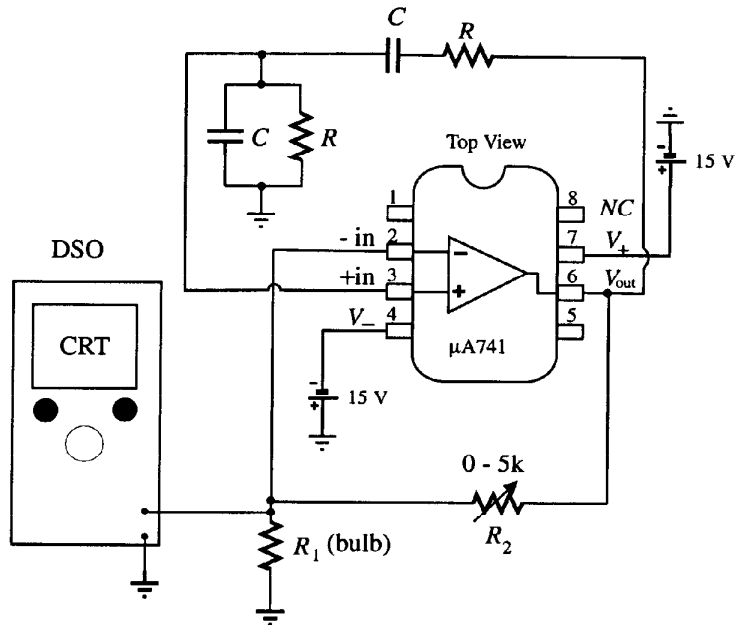 C
R
C
R
Top View
-
+
15 V
1
8
NC
DSO
- in
2
7
V+
+in
3
6
Vout
V_
4
5
-
+
CRT
μA741
-
+
15 V
0 - 5k
R2
R1 (bulb)